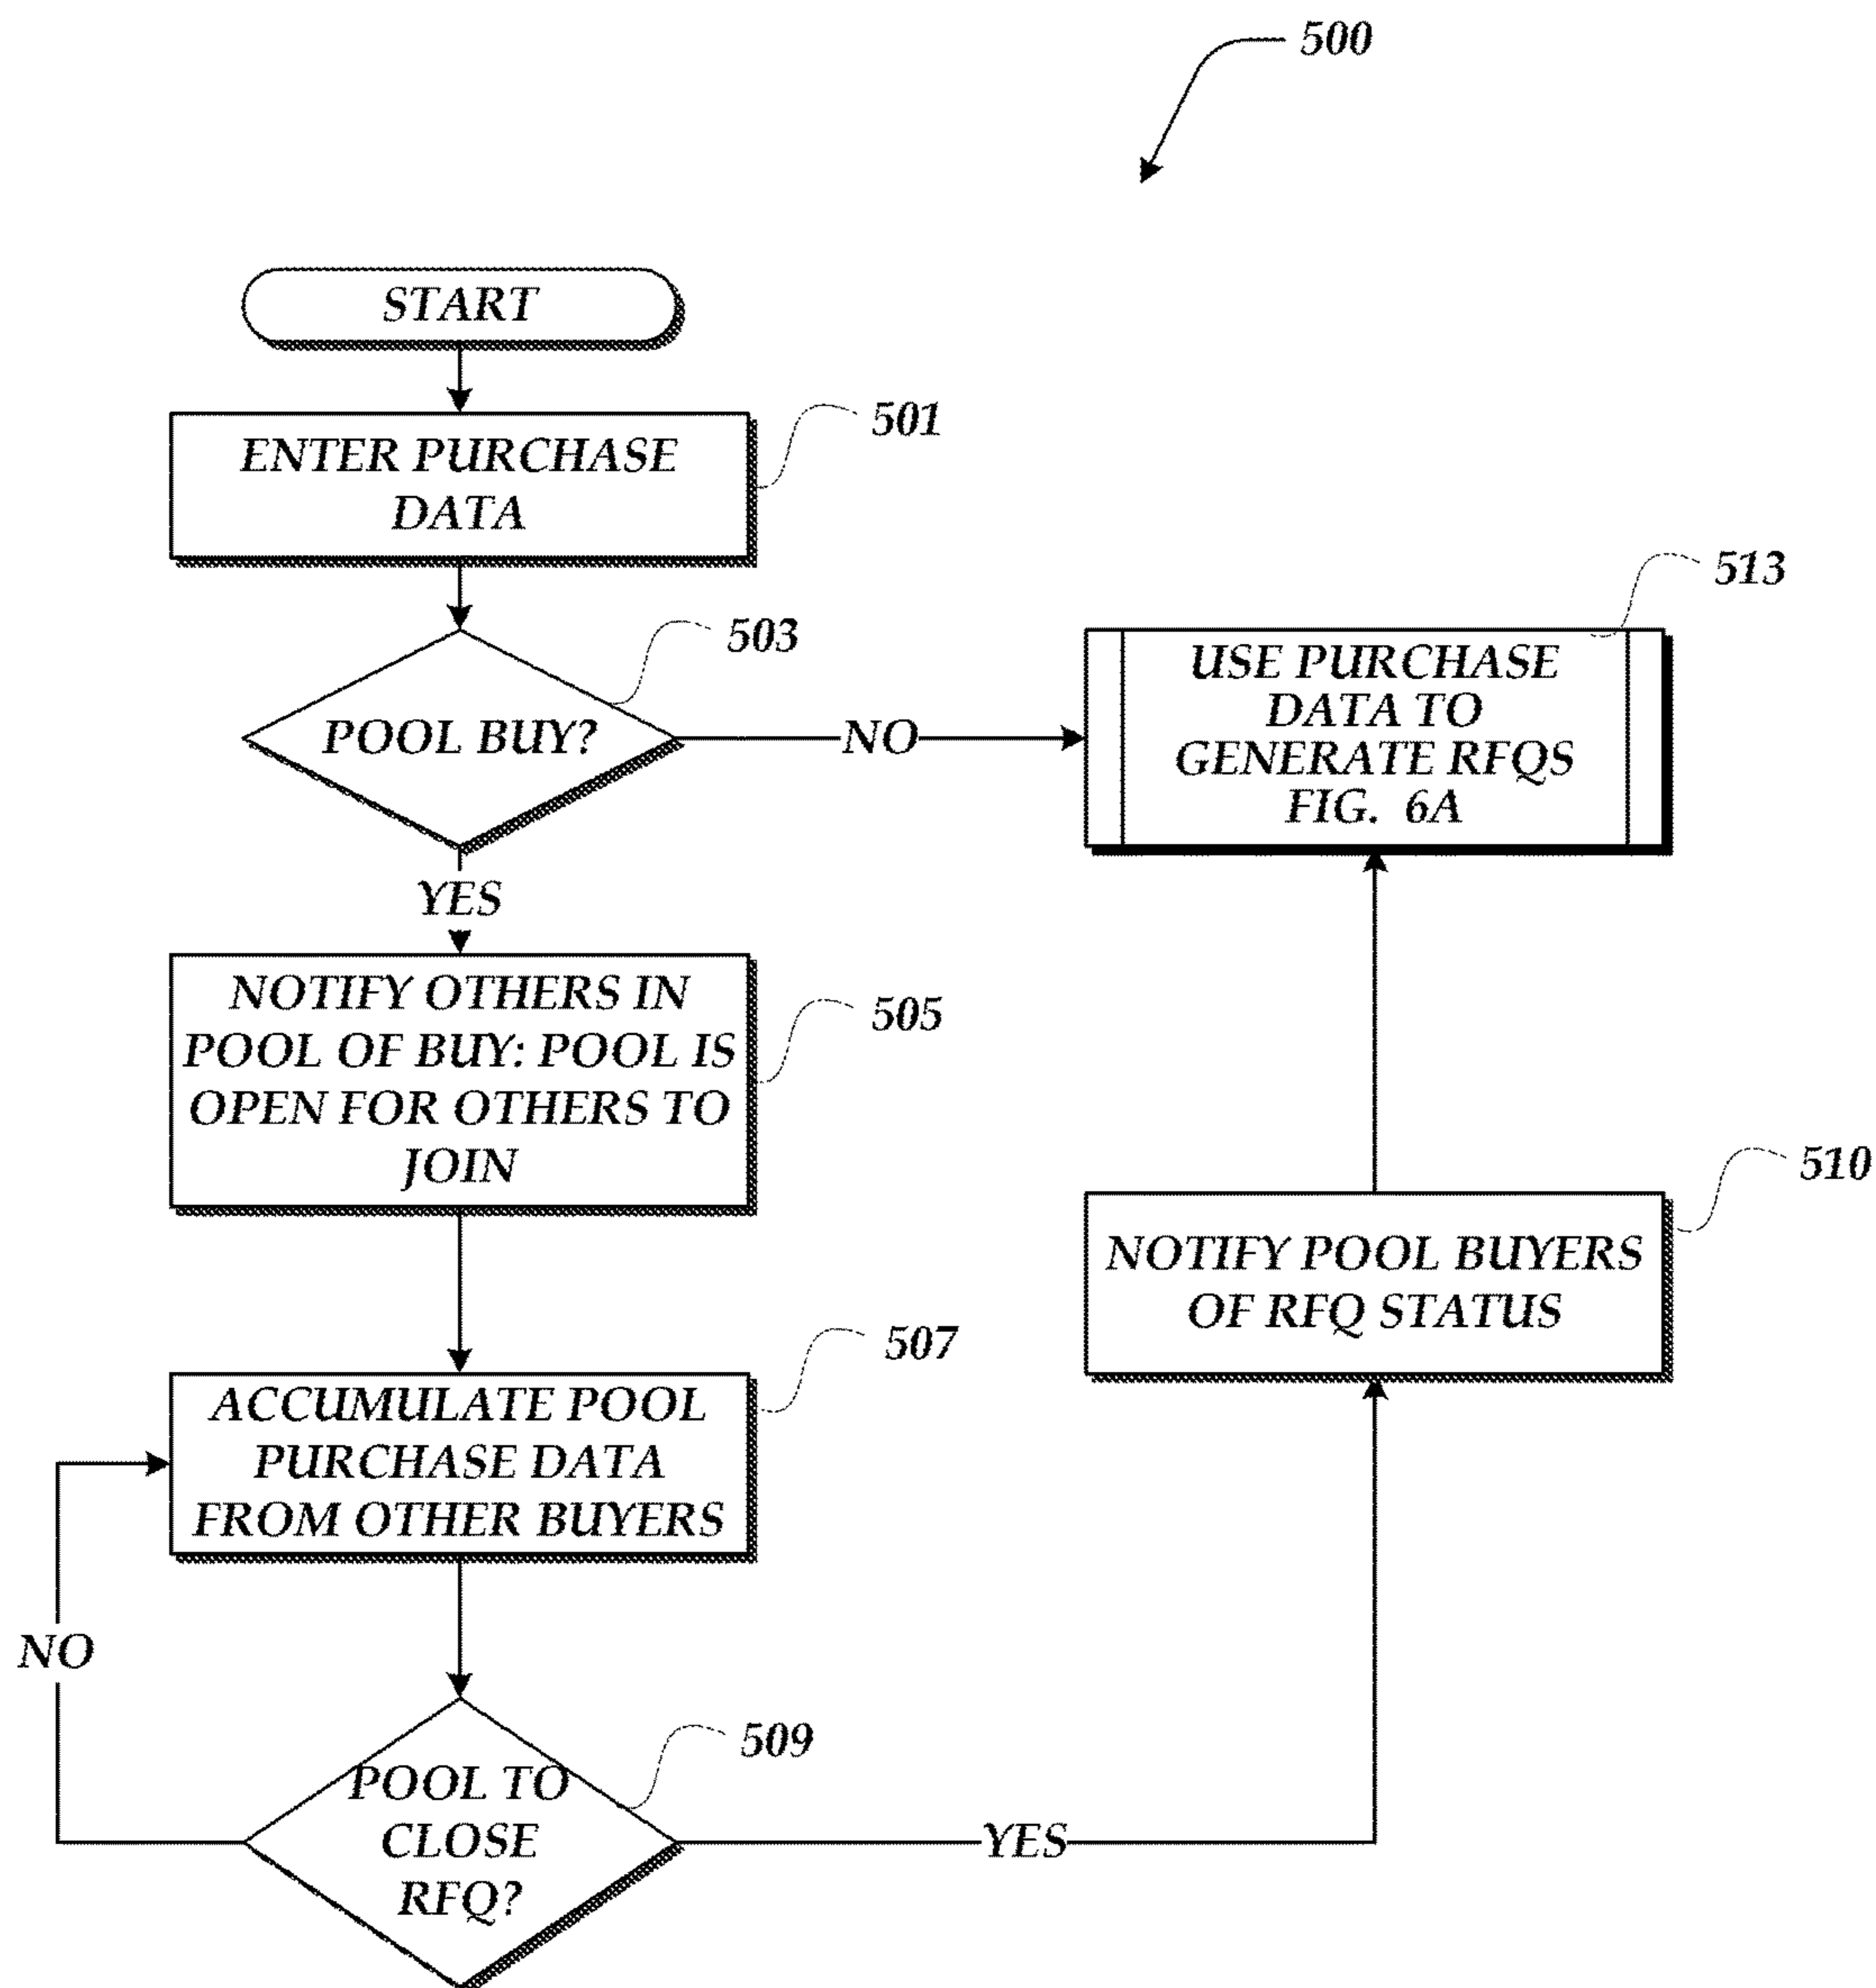 500
START
501
ENTER PURCHASE
DATA
503
POOL BUY?
NO
513
USE PURCHASE
DATA TO
GENERATE RFQS
FIG. 6A
YES
505
NOTIFY OTHERS IN
POOL OF BUY: POOL IS
OPEN FOR OTHERS TO
JOIN
510
NOTIFY POOL BUYERS
OF RFQ STATUS
507
ACCUMULATE POOL
PURCHASE DATA
FROM OTHER BUYERS
NO
509
POOL TO
CLOSE
RFQ?
YES